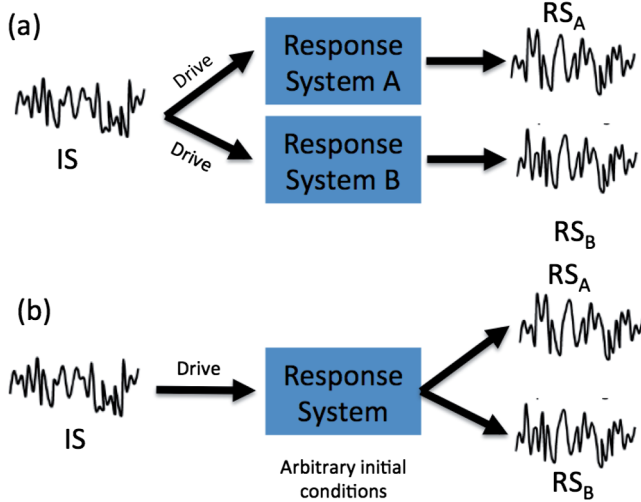 (a)
RS_A
Drive
Response
System A
IS
Drive
Response
System B
RS_B
RS_A
(b)
Drive
Response
System
IS
Arbitrary initial
conditions
RS_B